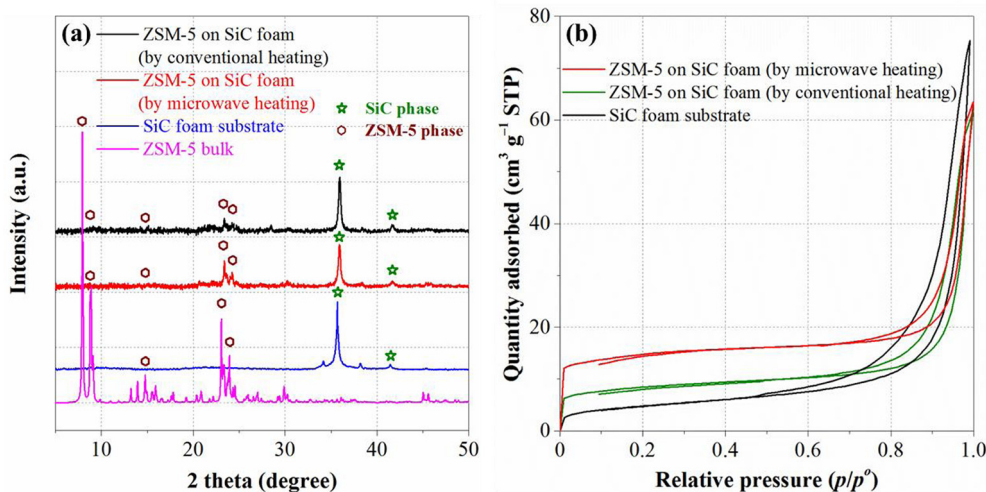 (a)
ZSM-5 on SiC foam
(by conventional heating)
ZSM-5 on SiC foam
(by microwave heating)
SiC foam substrate
ZSM-5 bulk
SiC phase
ZSM-5 phase
Intensity (a.u.)
10 20 30 40 50
2 theta (degree)
(b)
ZSM-5 on SiC foam (by microwave heating)
ZSM-5 on SiC foam (by conventional heating)
SiC foam substrate
Quantity adsorbed (cm³ g⁻¹ STP)
80
60
40
20
0
0 0.2 0.4 0.6 0.8 1.0
Relative pressure (p/pº)